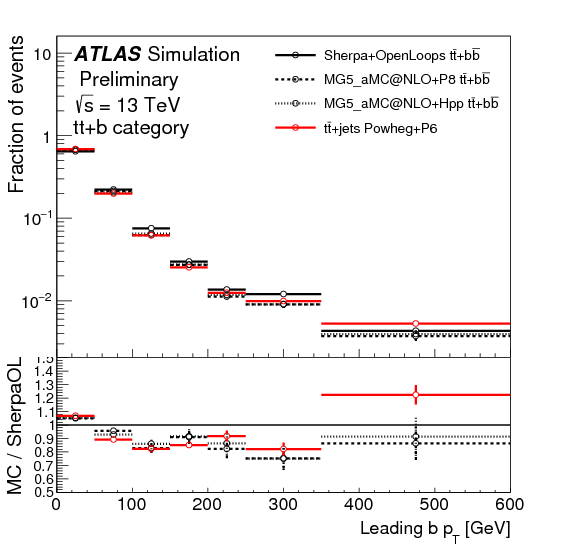 Fraction of events
10
1
10⁻¹
10⁻²
ATLAS Simulation
Preliminary
√s = 13 TeV
tt+b category
Sherpa+OpenLoops tt̄+bb̄
MG5_aMC@NLO+P8 tt̄+bb̄
MG5_aMC@NLO+Hpp tt̄+bb̄
tt̄+jets Powheg+P6
MC / SherpaOL
1.5
1.4
1.3
1.2
1.1
1
0.9
0.8
0.7
0.6
0.5
0 100 200 300 400 500 600
Leading b p_T [GeV]